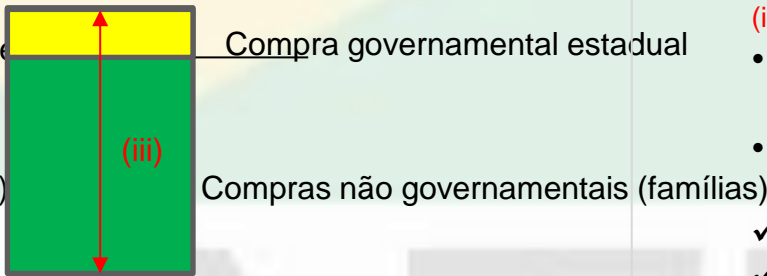 Compra governamental estadual
(iii)
Compras não governamentais (famílias)